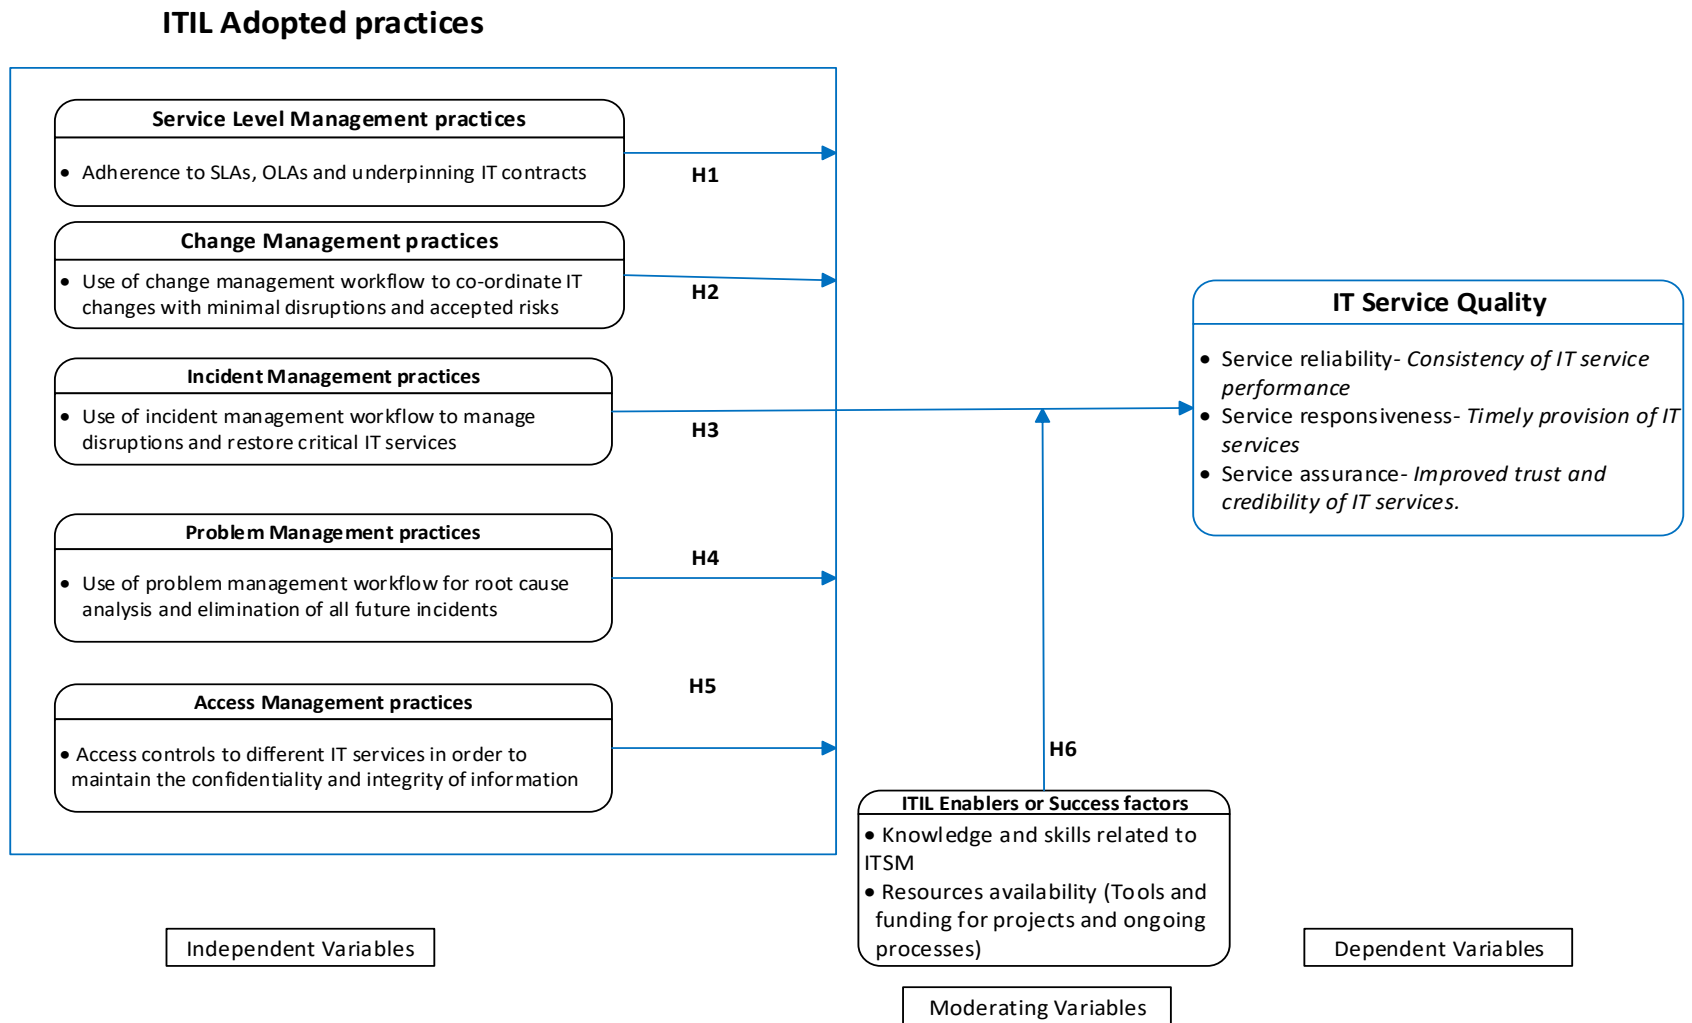 ITIL Adopted practices
Service Level Management practices
• Adherence to SLAs, OLAs and underpinning IT contracts
H1
Change Management practices
• Use of change management workflow to co-ordinate IT
changes with minimal disruptions and accepted risks
H2
Incident Management practices
• Use of incident management workflow to manage
disruptions and restore critical IT services
H3
Problem Management practices
• Use of problem management workflow for root cause
analysis and elimination of all future incidents
H4
Access Management practices
• Access controls to different IT services in order to
maintain the confidentiality and integrity of information
H5
IT Service Quality
• Service reliability- Consistency of IT service
performance
• Service responsiveness- Timely provision of IT
services
• Service assurance- Improved trust and
credibility of IT services.
H6
ITIL Enablers or Success factors
• Knowledge and skills related to
ITSM
• Resources availability (Tools and
funding for projects and ongoing
processes)
Independent Variables
Moderating Variables
Dependent Variables